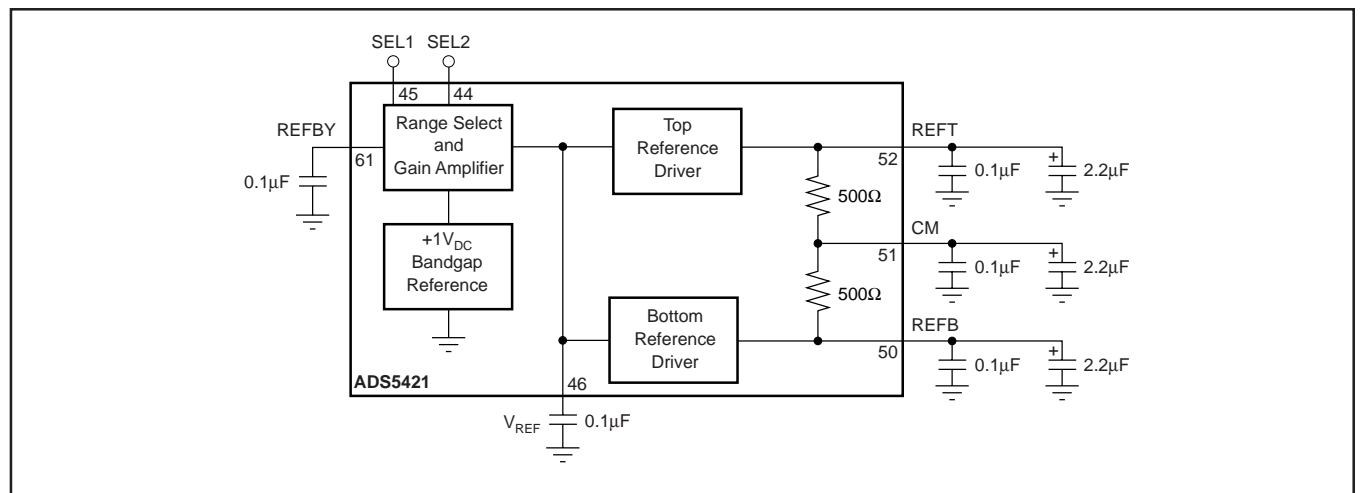 SEL1 SEL2
45 44
REFBY
61
Range Select
and
Gain Amplifier
0.1µF
+1VDC
Bandgap
Reference
Top
Reference
Driver
Bottom
Reference
Driver
500Ω
500Ω
REFT
52
0.1µF 2.2µF
+
CM
51
0.1µF 2.2µF
+
REFB
50
0.1µF 2.2µF
+
ADS5421
46
VREF 0.1µF